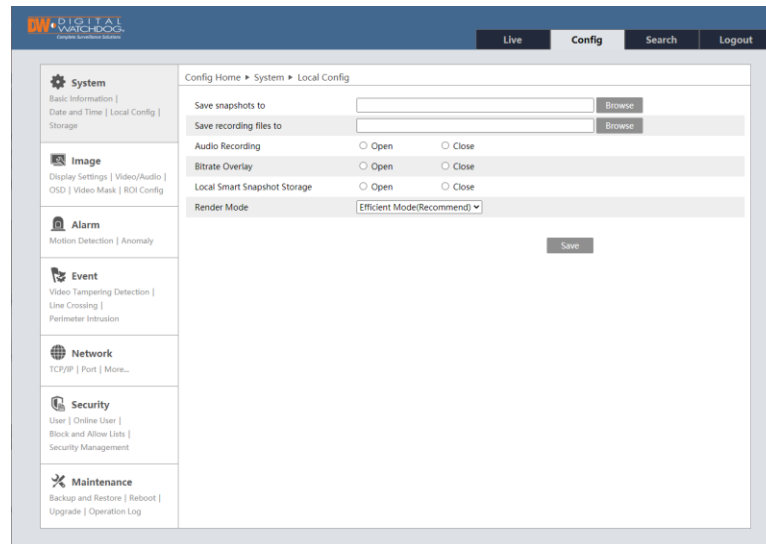 DW DIGITAL
WATCHDOG®
Complete Surveillance Solutions
Live Config Search Logout
System
Basic Information |
Date and Time | Local Config |
Storage
Image
Display Settings | Video/Audio |
OSD | Video Mask | ROI Config
Alarm
Motion Detection | Anomaly
Event
Video Tampering Detection |
Line Crossing |
Perimeter Intrusion
Network
TCP/IP | Port | More...
Security
User | Online User |
Block and Allow Lists |
Security Management
Maintenance
Backup and Restore | Reboot |
Upgrade | Operation Log
Config Home ▸ System ▸ Local Config
Save snapshots to Browse
Save recording files to Browse
Audio Recording Open Close
Bitrate Overlay Open Close
Local Smart Snapshot Storage Open Close
Render Mode Efficient Mode(Recommend)
Save